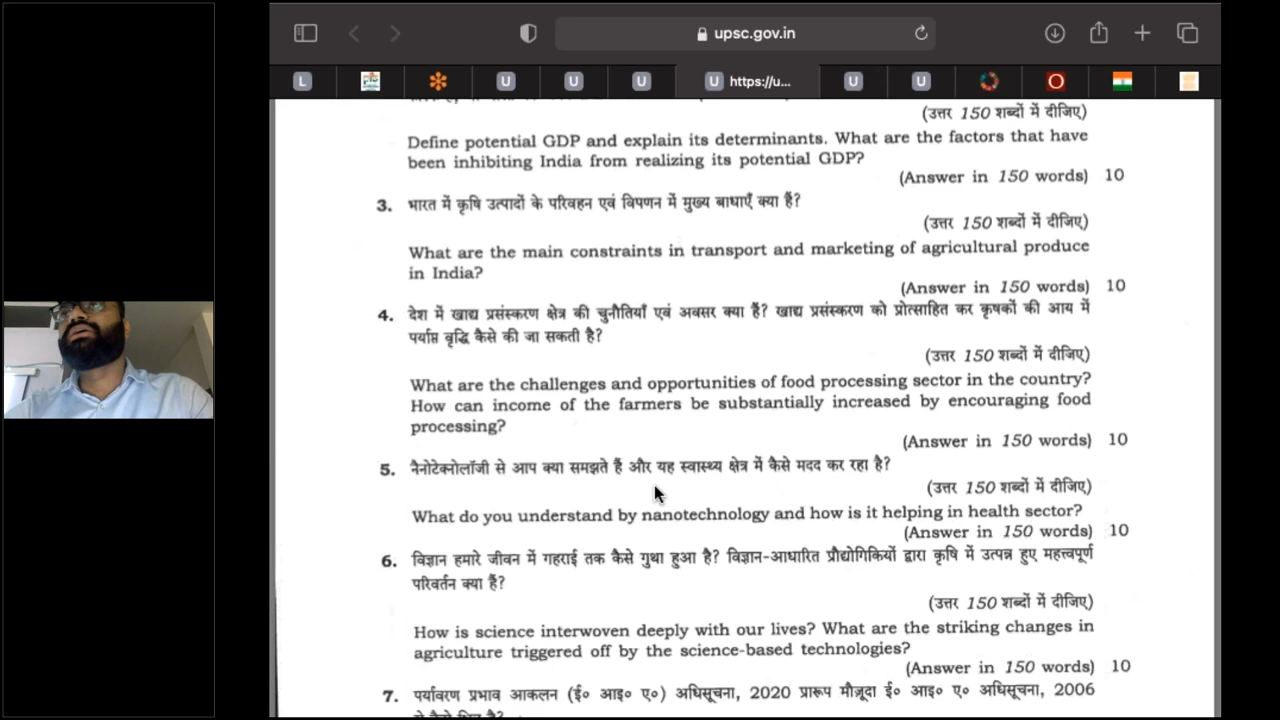 upsc.gov.in
L U U U U https://u... U U O
(उत्तर 150 शब्दों में दीजिए)
Define potential GDP and explain its determinants. What are the factors that have
been inhibiting India from realizing its potential GDP?
(Answer in 150 words) 10
3. भारत में कृषि उत्पादों के परिवहन एवं विपणन में मुख्य बाधाएँ क्या हैं?
(उत्तर 150 शब्दों में दीजिए)
What are the main constraints in transport and marketing of agricultural produce
in India?
(Answer in 150 words) 10
4. देश में खाद्य प्रसंस्करण क्षेत्र की चुनौतियाँ एवं अवसर क्या हैं? खाद्य प्रसंस्करण को प्रोत्साहित कर कृषकों की आय में
पर्याप्त वृद्धि कैसे की जा सकती है?
(उत्तर 150 शब्दों में दीजिए)
What are the challenges and opportunities of food processing sector in the country?
How can income of the farmers be substantially increased by encouraging food
processing?
(Answer in 150 words) 10
5. नैनोटेक्नोलॉजी से आप क्या समझते हैं और यह स्वास्थ्य क्षेत्र में कैसे मदद कर रहा है?
(उत्तर 150 शब्दों में दीजिए)
What do you understand by nanotechnology and how is it helping in health sector?
(Answer in 150 words) 10
6. विज्ञान हमारे जीवन में गहराई तक कैसे गुथा हुआ है? विज्ञान-आधारित प्रौद्योगिकियों द्वारा कृषि में उत्पन्न हुए महत्त्वपूर्ण
परिवर्तन क्या हैं?
(उत्तर 150 शब्दों में दीजिए)
How is science interwoven deeply with our lives? What are the striking changes in
agriculture triggered off by the science-based technologies?
(Answer in 150 words) 10
7. पर्यावरण प्रभाव आकलन (ई० आइ० ए०) अधिसूचना, 2020 प्रारूप मौजूदा ई० आइ० ए० अधिसूचना, 2006